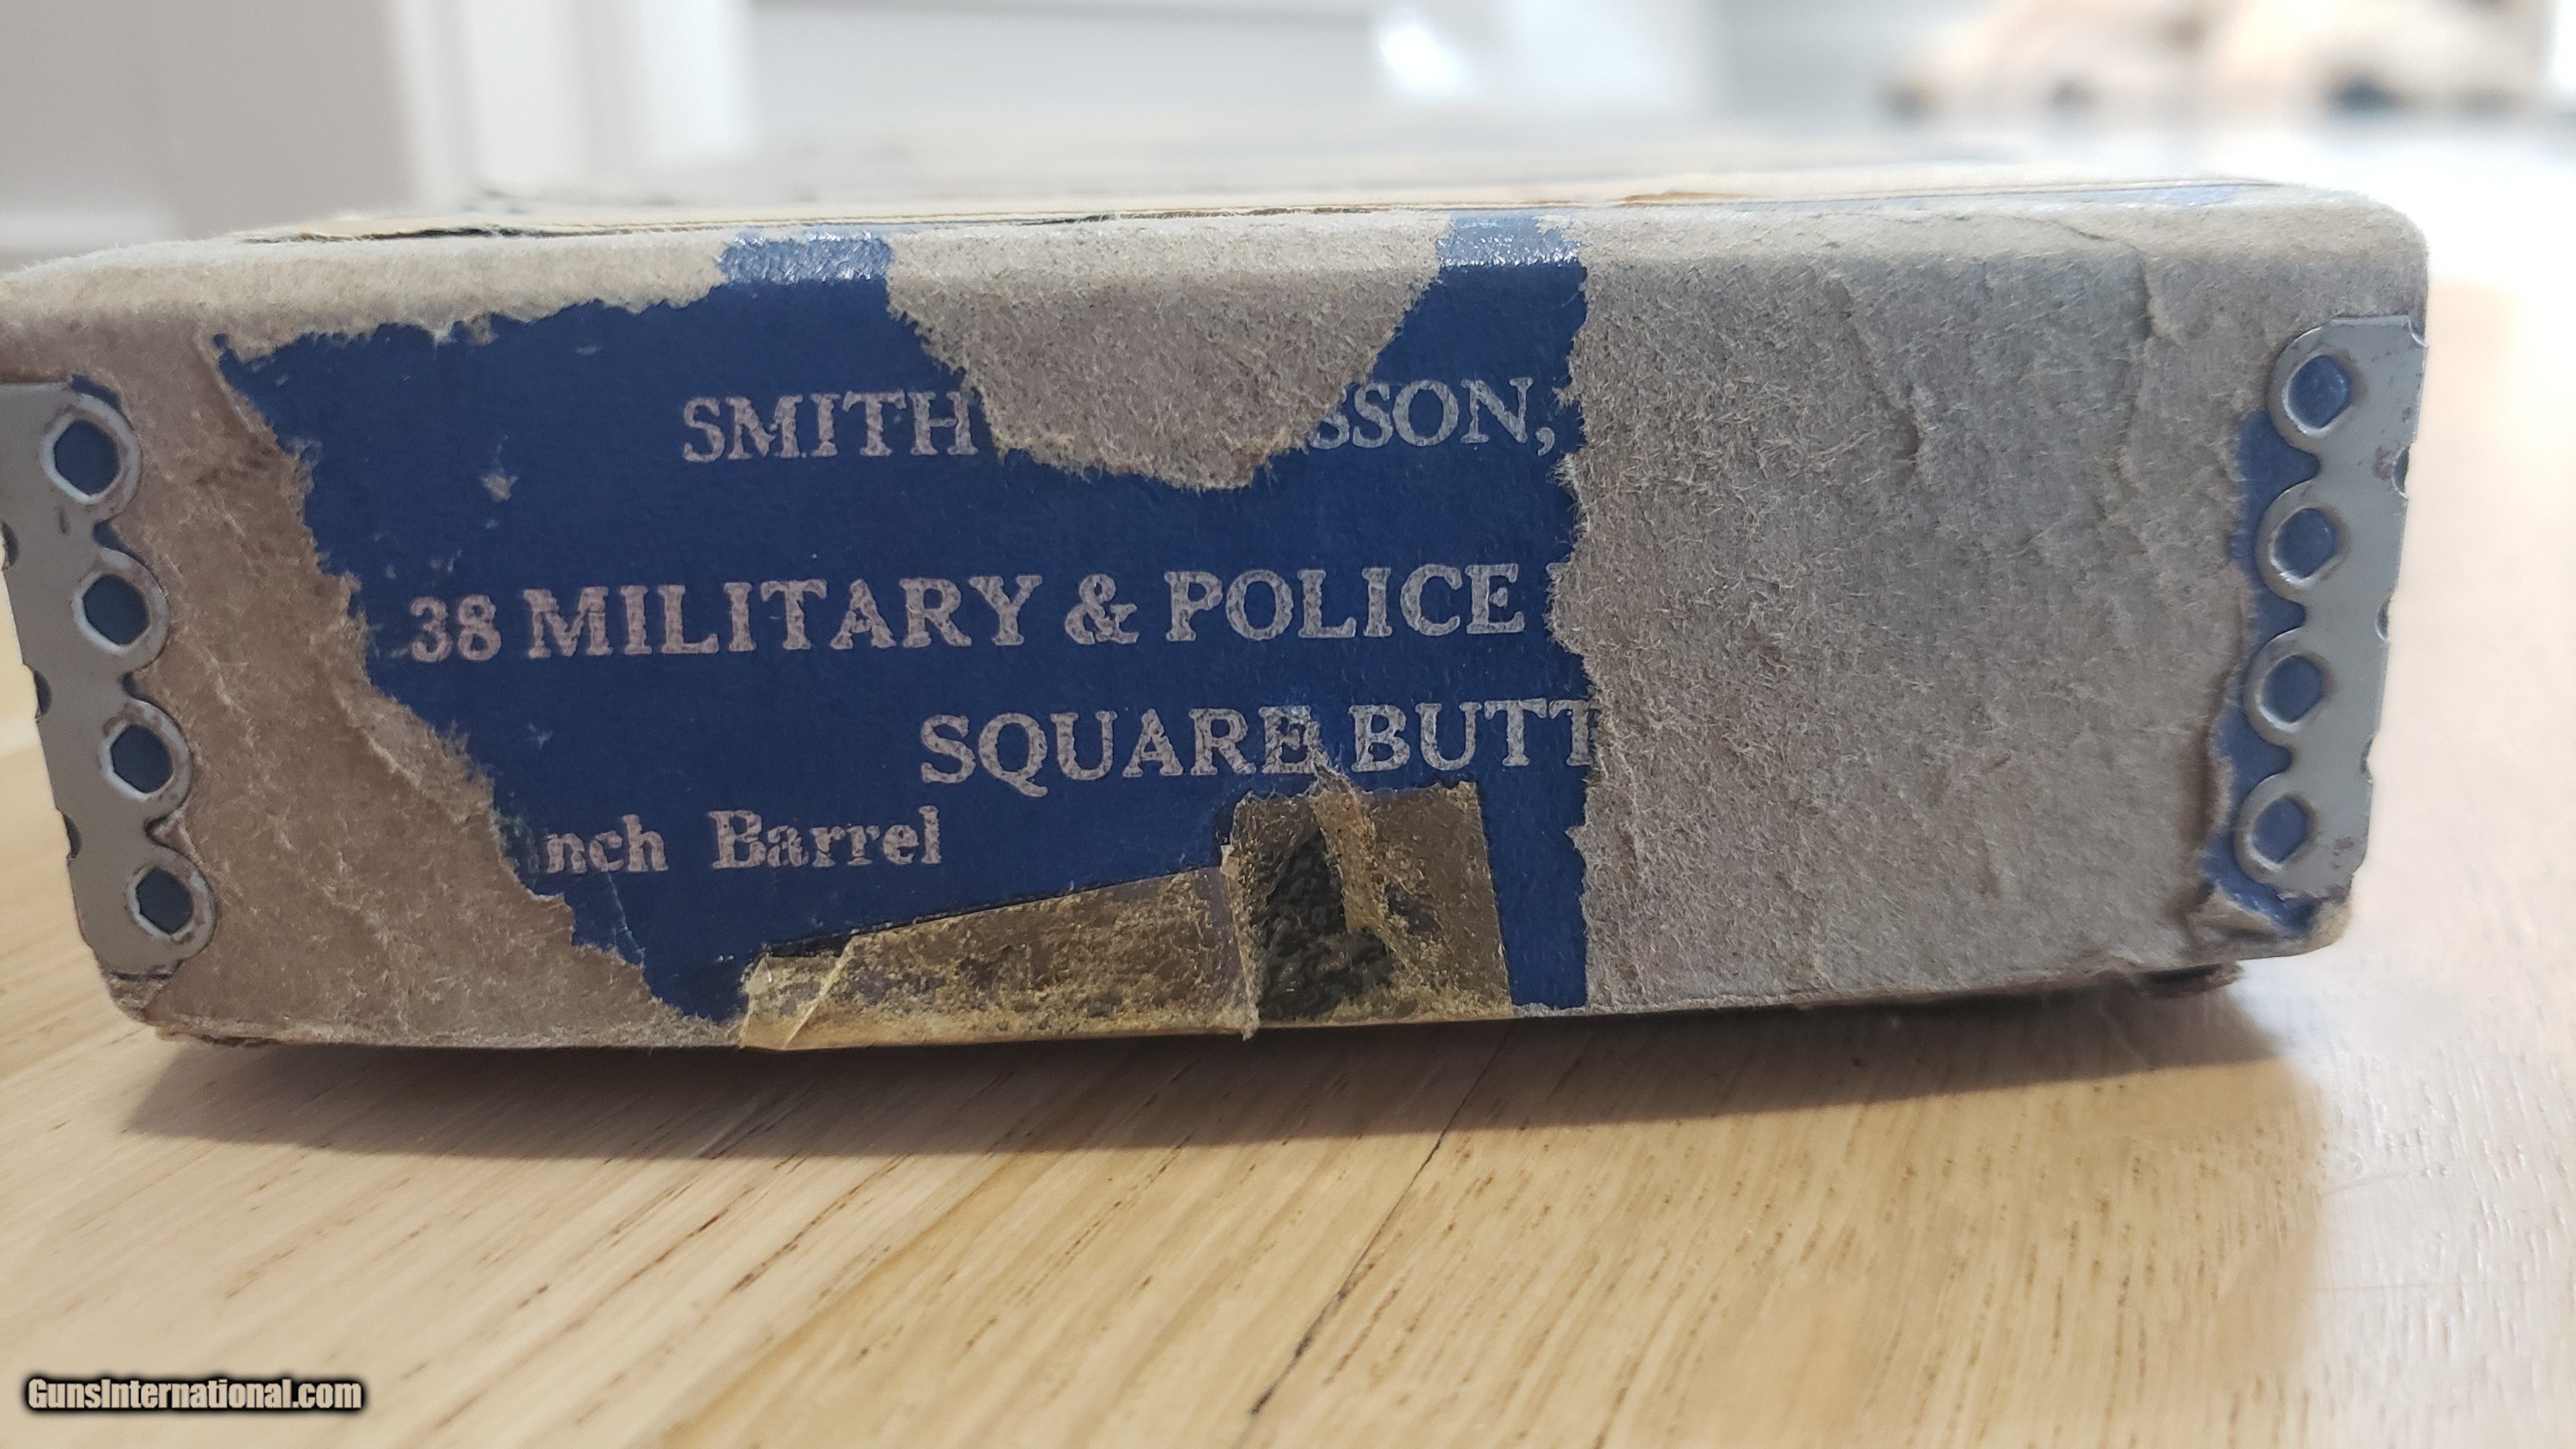 SMITH SSON,
.38 MILITARY & POLICE
SQUARE BUTT
nch Barrel
GunsInternational.com